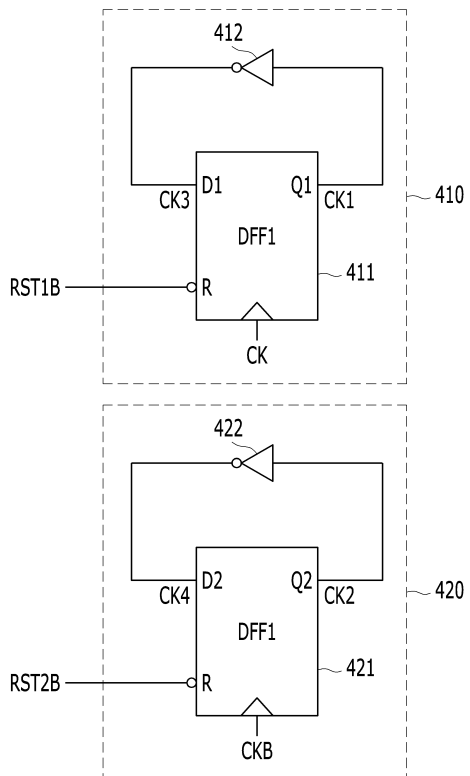 412
D1
Q1
CK3
CK1
410
DFF1
411
RST1B
R
CK
422
D2
Q2
CK4
CK2
420
DFF1
421
RST2B
R
CKB